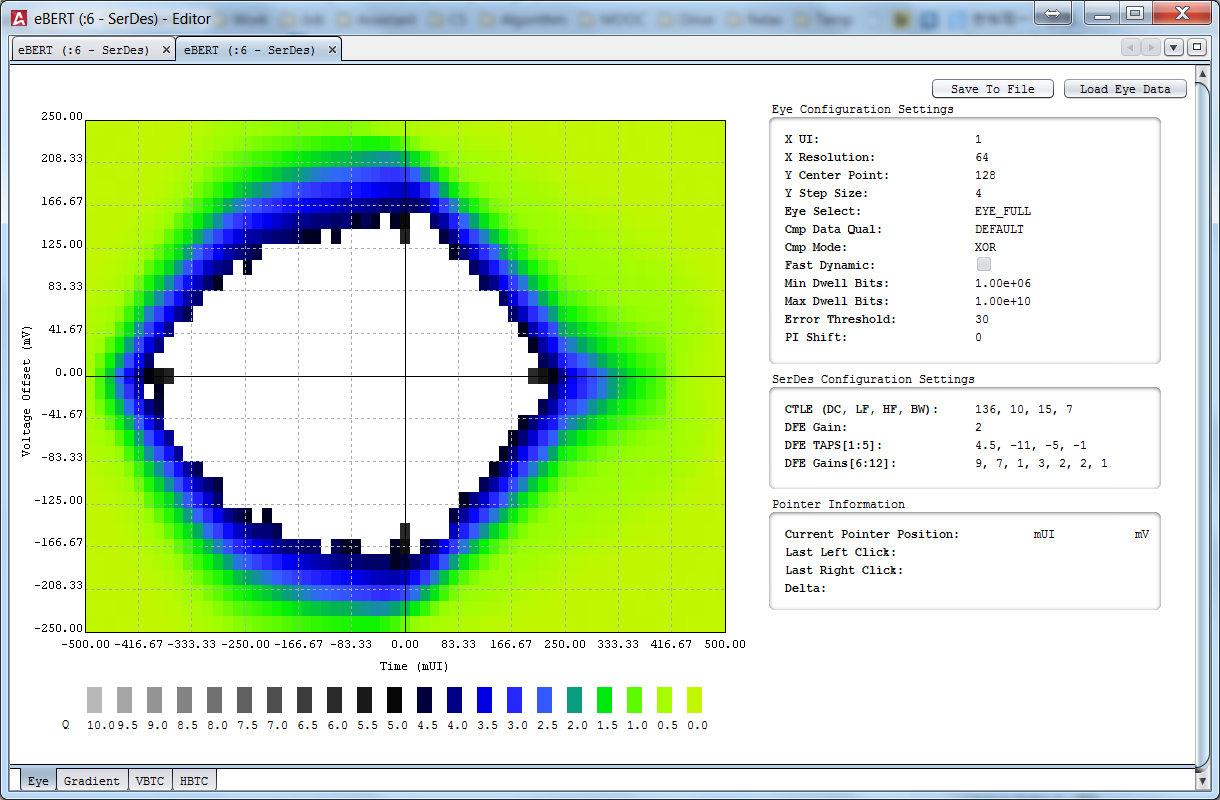 eBERT (:6 - SerDes) - Editor
eBERT (:6 - SerDes) × eBERT (:6 - SerDes) ×
Save To File Load Eye Data
Eye Configuration Settings
X UI: 1
X Resolution: 64
Y Center Point: 128
Y Step Size: 4
Eye Select: EYE_FULL
Cmp Data Qual: DEFAULT
Cmp Mode: XOR
Fast Dynamic:
Min Dwell Bits: 1.00e+06
Max Dwell Bits: 1.00e+10
Error Threshold: 30
PI Shift: 0
SerDes Configuration Settings
CTLE (DC, LF, HF, BW): 136, 10, 15, 7
DFE Gain: 2
DFE TAPS[1:5]: 4.5, -11, -5, -1
DFE Gains[6:12]: 9, 7, 1, 3, 2, 2, 1
Pointer Information
Current Pointer Position: mUI mV
Last Left Click:
Last Right Click:
Delta:
250.00
208.33
166.67
125.00
83.33
41.67
0.00
-41.67
-83.33
-125.00
-166.67
-208.33
-250.00
Voltage Offset (mV)
-500.00 -416.67 -333.33 -250.00 -166.67 -83.33 0.00 83.33 166.67 250.00 333.33 416.67 500.00
Time (mUI)
Q 10.0 9.5 9.0 8.5 8.0 7.5 7.0 6.5 6.0 5.5 5.0 4.5 4.0 3.5 3.0 2.5 2.0 1.5 1.0 0.5 0.0
Eye Gradient VBTC HBTC